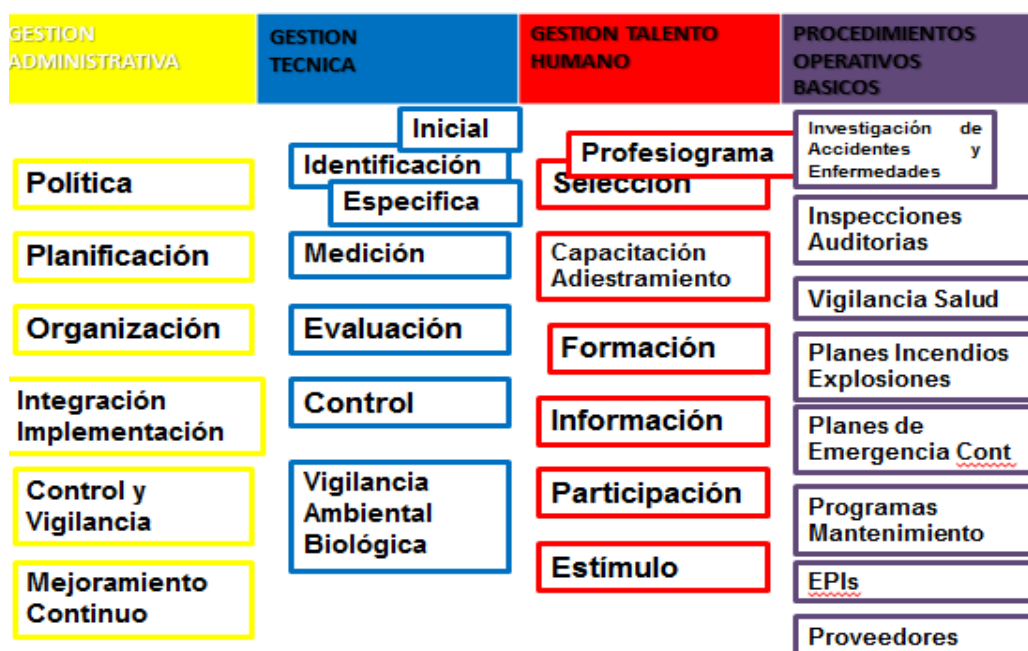 GESTION
ADMINISTRATIVA
Política
Planificación
Organización
Integración
Implementación
Control y
Vigilancia
Mejoramiento
Continuo
GESTION
TECNICA
Inicial
Identificación
Especifica
Medición
Evaluación
Control
Vigilancia
Ambiental
Biológica
GESTION TALENTO
HUMANO
Profesiograma
Selección
Capacitación
Adiestramiento
Formación
Información
Participación
Estímulo
PROCEDIMIENTOS
OPERATIVOS
BASICOS
Investigación de
Accidentes y
Enfermedades
Inspecciones
Auditorias
Vigilancia Salud
Planes Incendios
Explosiones
Planes de
Emergencia Cont
Programas
Mantenimiento
EPIs
Proveedores